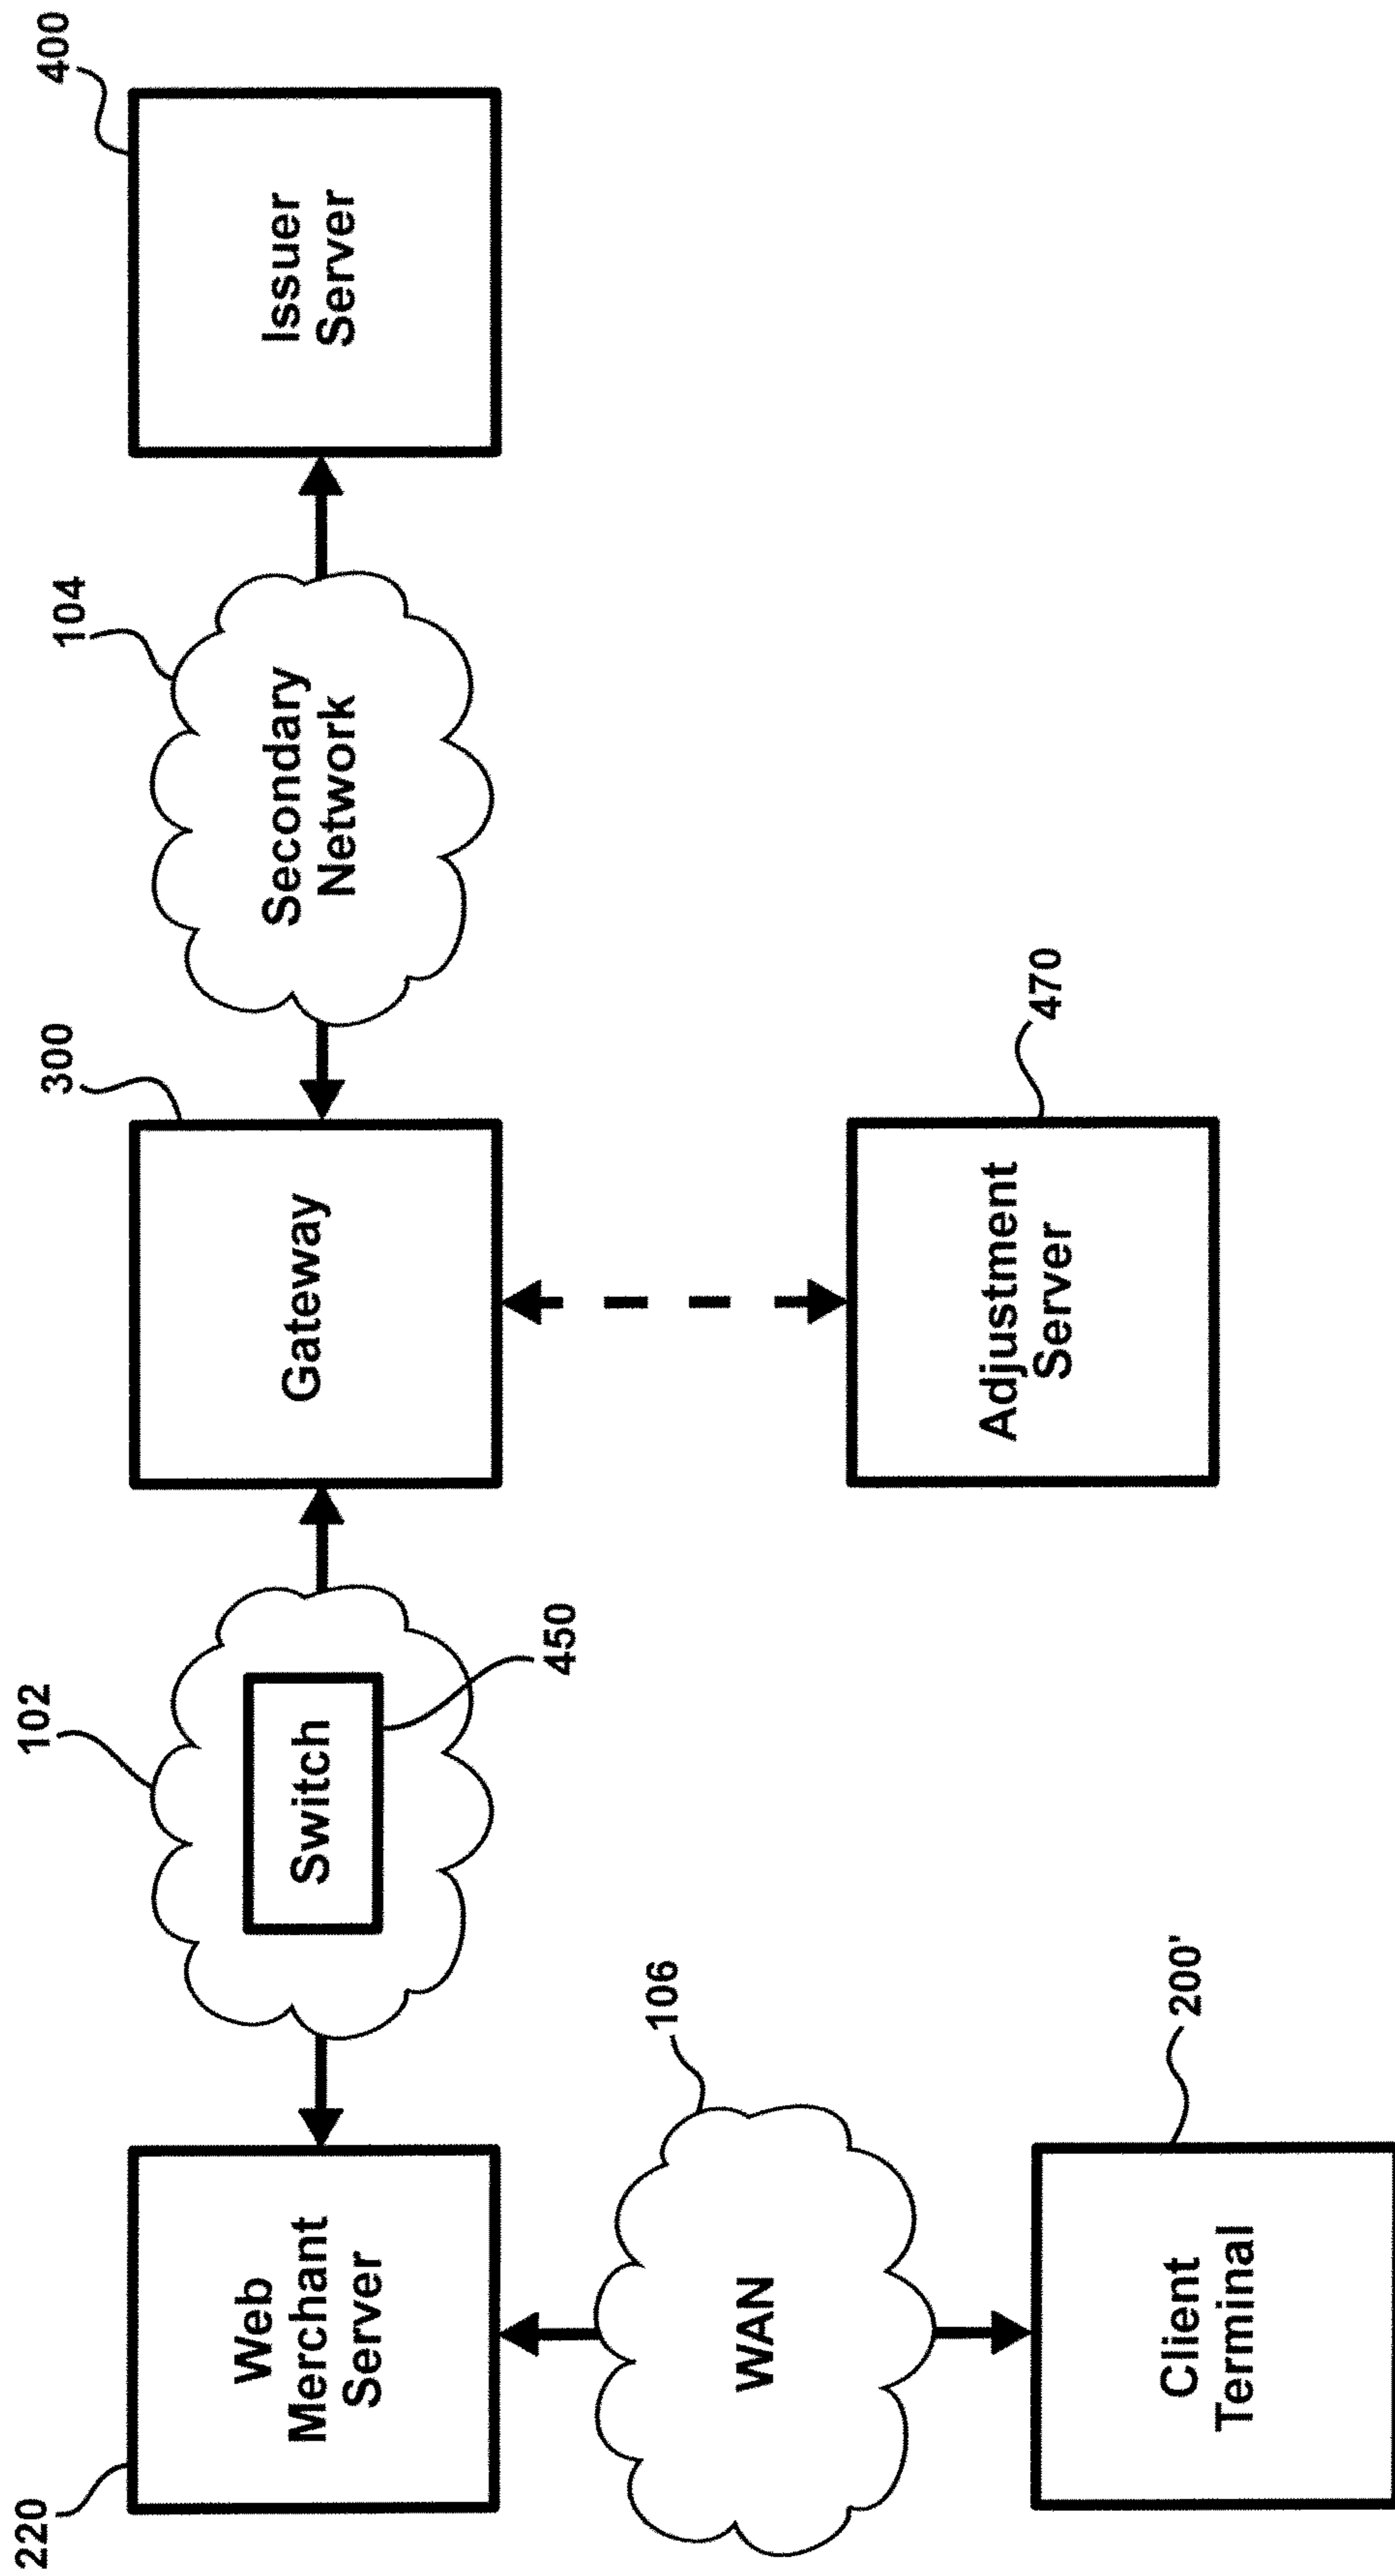 220
Web
Merchant
Server
102
Switch
450
300
Gateway
104
Secondary
Network
400
Issuer
Server
106
WAN
200'
Client
Terminal
470
Adjustment
Server